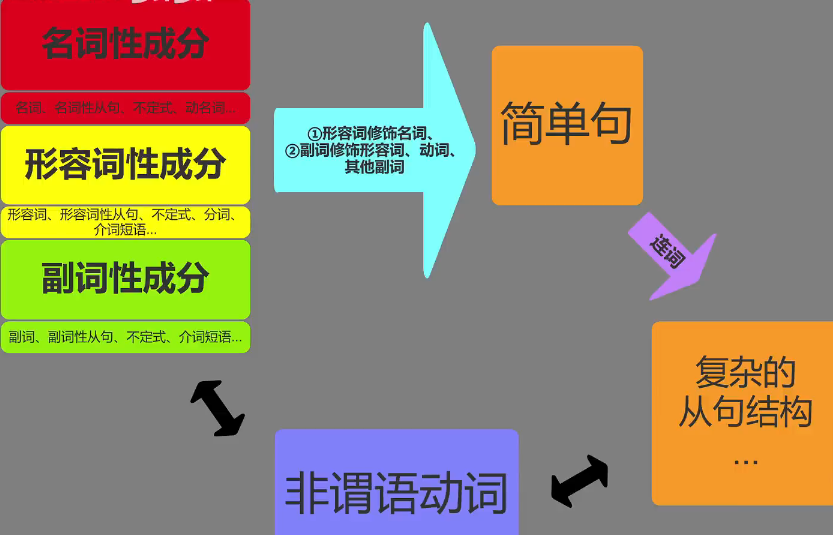 名词性成分
名词、名词性从句、不定式、动名词...
形容词性成分
形容词、形容词性从句、不定式、分词、
介词短语...
副词性成分
副词、副词性从句、不定式、介词短语...
①形容词修饰名词、
②副词修饰形容词、动词、
其他副词
简单句
连词
复杂的
从句结构
...
非谓语动词